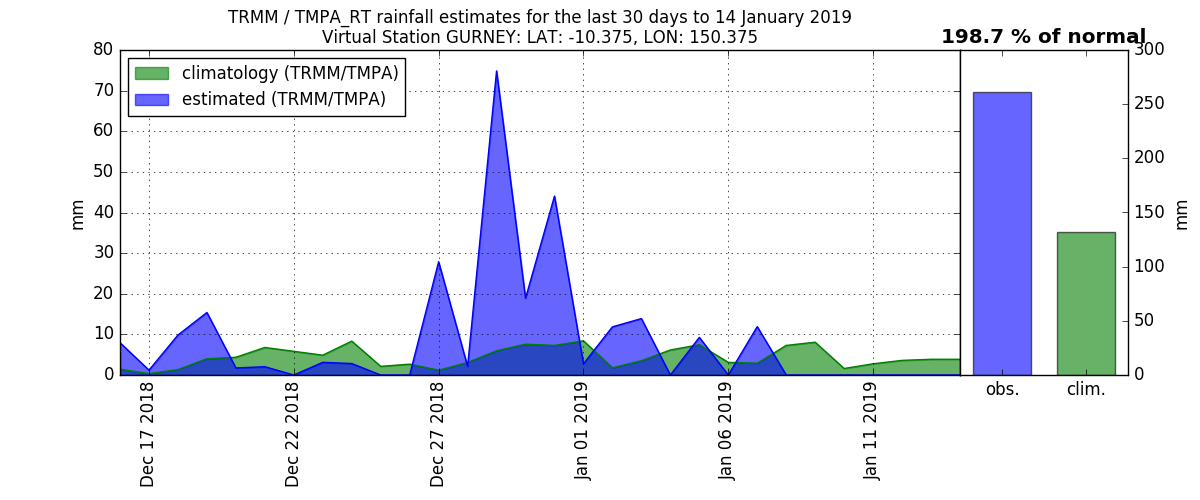 TRMM / TMPA_RT rainfall estimates for the last 30 days to 14 January 2019
Virtual Station GURNEY: LAT: -10.375, LON: 150.375
198.7 % of normal
climatology (TRMM/TMPA)
estimated (TRMM/TMPA)
80
70
60
50
40
30
20
10
0
mm
Dec 17 2018
Dec 22 2018
Dec 27 2018
Jan 01 2019
Jan 06 2019
Jan 11 2019
300
250
200
150
100
50
0
mm
obs.
clim.